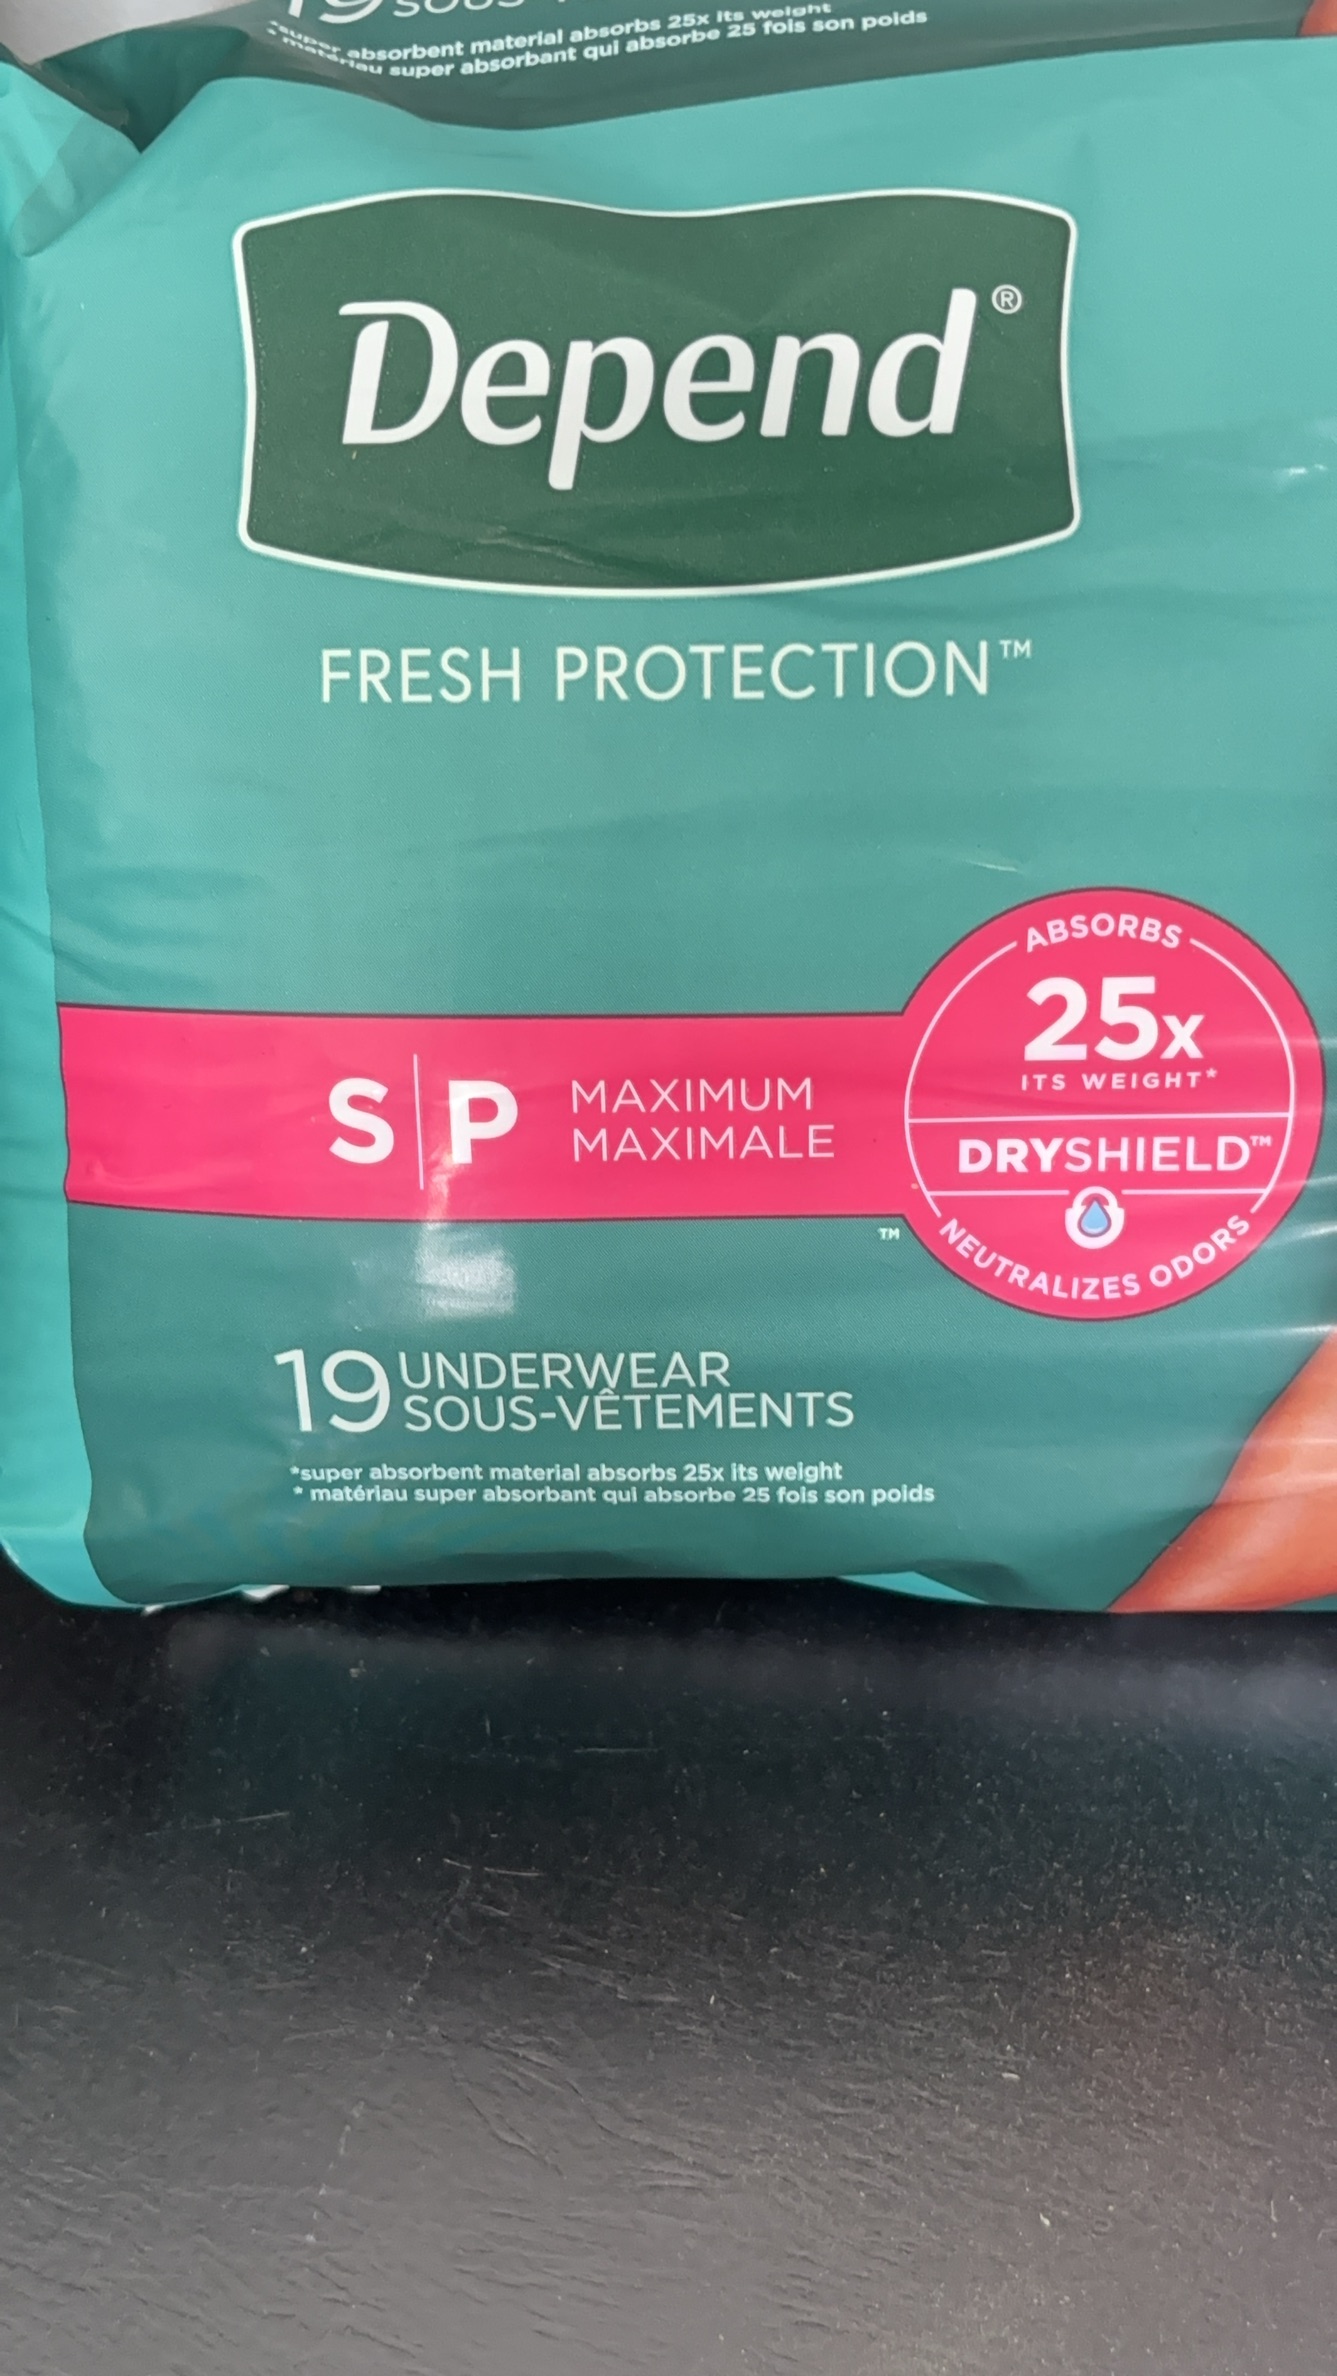 19 SOUS
*super absorbent material absorbs 25x its weight
* matériau super absorbant qui absorbe 25 fois son poids
Depend®
FRESH PROTECTION™
S|P MAXIMUM
MAXIMALE
ABSORBS
25x
ITS WEIGHT*
DRYSHIELD™
NEUTRALIZES ODORS
™
19 UNDERWEAR
SOUS-VÊTEMENTS
*super absorbent material absorbs 25x its weight
* matériau super absorbant qui absorbe 25 fois son poids